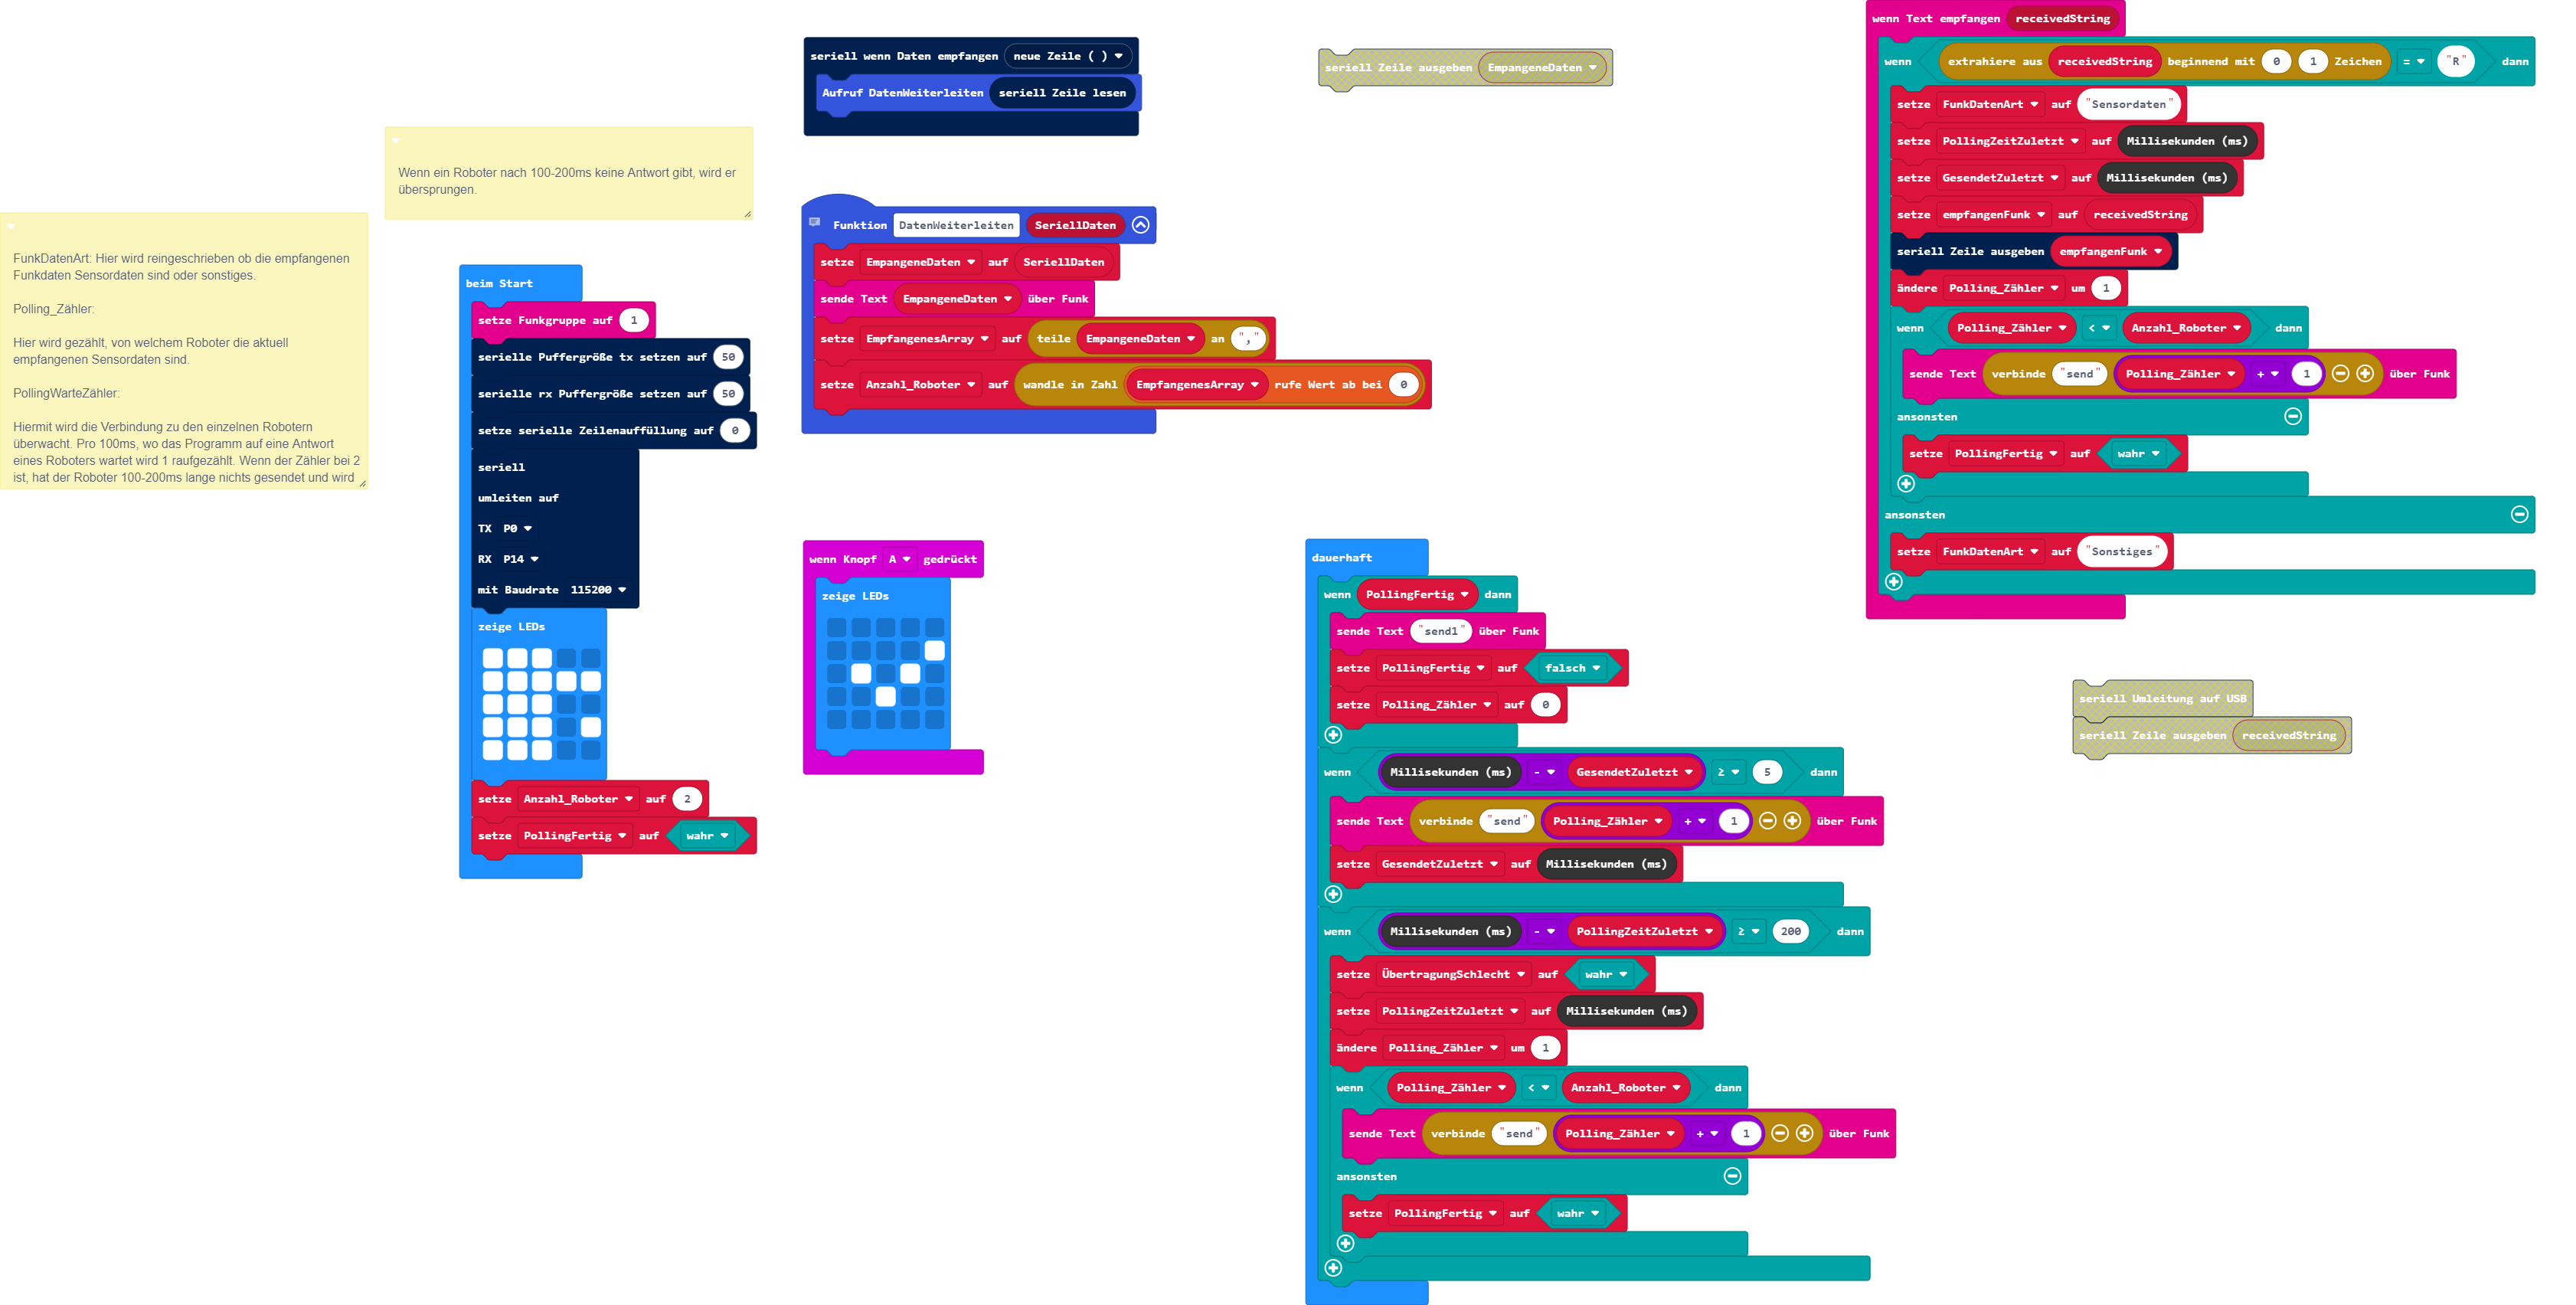 FunkDatenArt: Hier wird reingeschrieben ob die empfangenen
Funkdaten Sensordaten sind oder sonstiges.
Polling_Zähler:
Hier wird gezählt, von welchem Roboter die aktuell
empfangenen Sensordaten sind.
PollingWarteZähler:
Hiermit wird die Verbindung zu den einzelnen Robotern
überwacht. Pro 100ms, wo das Programm auf eine Antwort
eines Roboters wartet wird 1 raufgezählt. Wenn der Zähler bei 2
ist, hat der Roboter 100-200ms lange nichts gesendet und wird
Wenn ein Roboter nach 100-200ms keine Antwort gibt, wird er
übersprungen.
beim Start
setze Funkgruppe auf 1
serielle Puffergröße tx setzen auf 50
serielle rx Puffergröße setzen auf 50
setze serielle Zeilenauffüllung auf 0
seriell
umleiten auf
TX P0
RX P14
mit Baudrate 115200
zeige LEDs
setze Anzahl_Roboter auf 2
setze PollingFertig auf wahr
seriell wenn Daten empfangen neue Zeile ( )
Aufruf DatenWeiterleiten seriell Zeile lesen
Funktion DatenWeiterleiten SeriellDaten
setze EmpangeneDaten auf SeriellDaten
sende Text EmpangeneDaten über Funk
setze EmpfangenesArray auf teile EmpangeneDaten an ","
setze Anzahl_Roboter auf wandle in Zahl EmpfangenesArray rufe Wert ab bei 0
wenn Knopf A gedrückt
zeige LEDs
seriell Zeile ausgeben EmpangeneDaten
dauerhaft
wenn PollingFertig dann
sende Text "send1" über Funk
setze PollingFertig auf falsch
setze Polling_Zähler auf 0
wenn Millisekunden (ms) - GesendetZuletzt ≥ 5 dann
sende Text verbinde "send" Polling_Zähler + 1 über Funk
setze GesendetZuletzt auf Millisekunden (ms)
wenn Millisekunden (ms) - PollingZeitZuletzt ≥ 200 dann
setze ÜbertragungSchlecht auf wahr
setze PollingZeitZuletzt auf Millisekunden (ms)
ändere Polling_Zähler um 1
wenn Polling_Zähler < Anzahl_Roboter dann
sende Text verbinde "send" Polling_Zähler + 1 über Funk
ansonsten
setze PollingFertig auf wahr
wenn Text empfangen receivedString
wenn extrahiere aus receivedString beginnend mit 0 1 Zeichen = "R" dann
setze FunkDatenArt auf "Sensordaten"
setze PollingZeitZuletzt auf Millisekunden (ms)
setze GesendetZuletzt auf Millisekunden (ms)
setze empfangenFunk auf receivedString
seriell Zeile ausgeben empfangenFunk
ändere Polling_Zähler um 1
wenn Polling_Zähler < Anzahl_Roboter dann
sende Text verbinde "send" Polling_Zähler + 1 über Funk
ansonsten
setze PollingFertig auf wahr
ansonsten
setze FunkDatenArt auf "Sonstiges"
seriell Umleitung auf USB
seriell Zeile ausgeben receivedString